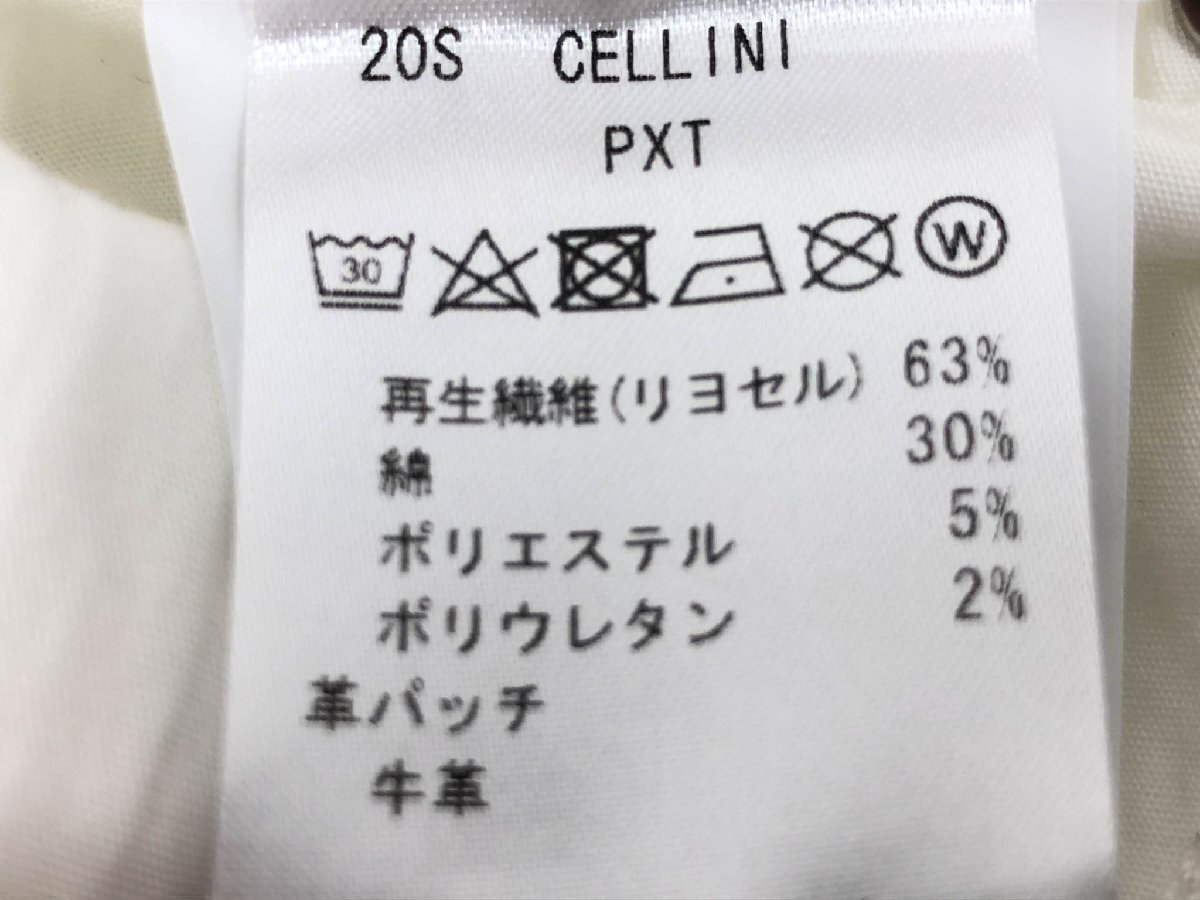 20S CELLINI
PXT
30 W
再生繊維(リヨセル) 63%
綿 30%
ポリエステル 5%
ポリウレタン 2%
革パッチ
牛革